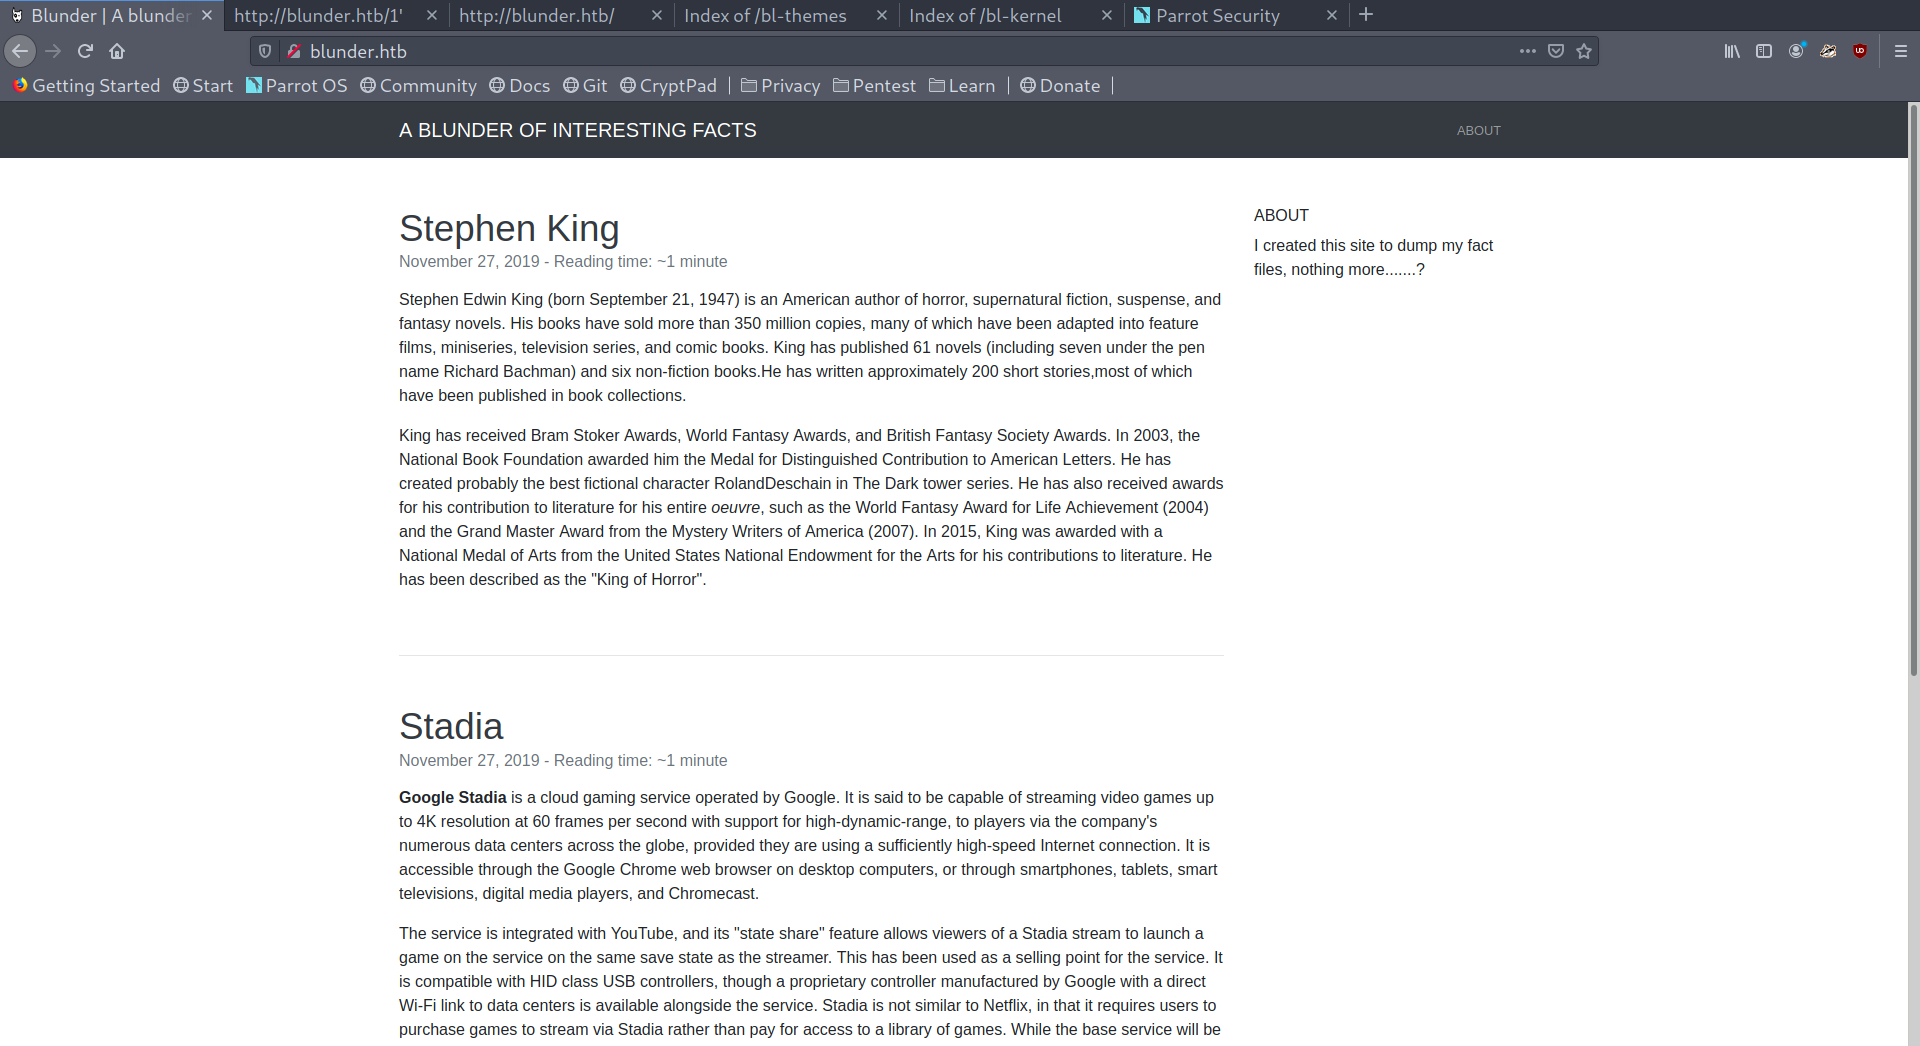 Blunder | A blunder
http://blunder.htb/1'
http://blunder.htb/
Index of /bl-themes
Index of /bl-kernel
Parrot Security
blunder.htb
Getting Started Start Parrot OS Community Docs Git CryptPad Privacy Pentest Learn Donate
A BLUNDER OF INTERESTING FACTS
ABOUT
Stephen King
November 27, 2019 - Reading time: ~1 minute
Stephen Edwin King (born September 21, 1947) is an American author of horror, supernatural fiction, suspense, and
fantasy novels. His books have sold more than 350 million copies, many of which have been adapted into feature
films, miniseries, television series, and comic books. King has published 61 novels (including seven under the pen
name Richard Bachman) and six non-fiction books.He has written approximately 200 short stories,most of which
have been published in book collections.
King has received Bram Stoker Awards, World Fantasy Awards, and British Fantasy Society Awards. In 2003, the
National Book Foundation awarded him the Medal for Distinguished Contribution to American Letters. He has
created probably the best fictional character RolandDeschain in The Dark tower series. He has also received awards
for his contribution to literature for his entire oeuvre, such as the World Fantasy Award for Life Achievement (2004)
and the Grand Master Award from the Mystery Writers of America (2007). In 2015, King was awarded with a
National Medal of Arts from the United States National Endowment for the Arts for his contributions to literature. He
has been described as the "King of Horror".
ABOUT
I created this site to dump my fact
files, nothing more.......?
Stadia
November 27, 2019 - Reading time: ~1 minute
Google Stadia is a cloud gaming service operated by Google. It is said to be capable of streaming video games up
to 4K resolution at 60 frames per second with support for high-dynamic-range, to players via the company's
numerous data centers across the globe, provided they are using a sufficiently high-speed Internet connection. It is
accessible through the Google Chrome web browser on desktop computers, or through smartphones, tablets, smart
televisions, digital media players, and Chromecast.
The service is integrated with YouTube, and its "state share" feature allows viewers of a Stadia stream to launch a
game on the service on the same save state as the streamer. This has been used as a selling point for the service. It
is compatible with HID class USB controllers, though a proprietary controller manufactured by Google with a direct
Wi-Fi link to data centers is available alongside the service. Stadia is not similar to Netflix, in that it requires users to
purchase games to stream via Stadia rather than pay for access to a library of games. While the base service will be